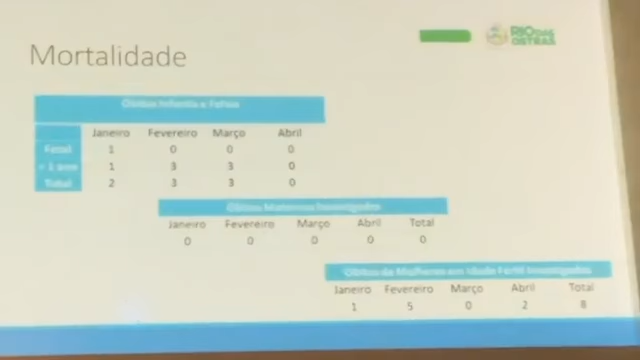 RIO DAS
OSTRAS
Mortalidade
Óbitos Infantis e Fetais
Janeiro Fevereiro Março Abril
Fetal 1 0 0 0
< 1 ano 1 3 3 0
Total 2 3 3 0
Óbitos Maternos Investigados
Janeiro Fevereiro Março Abril Total
0 0 0 0 0
Óbitos de Mulheres em Idade Fértil Investigados
Janeiro Fevereiro Março Abril Total
1 5 0 2 8